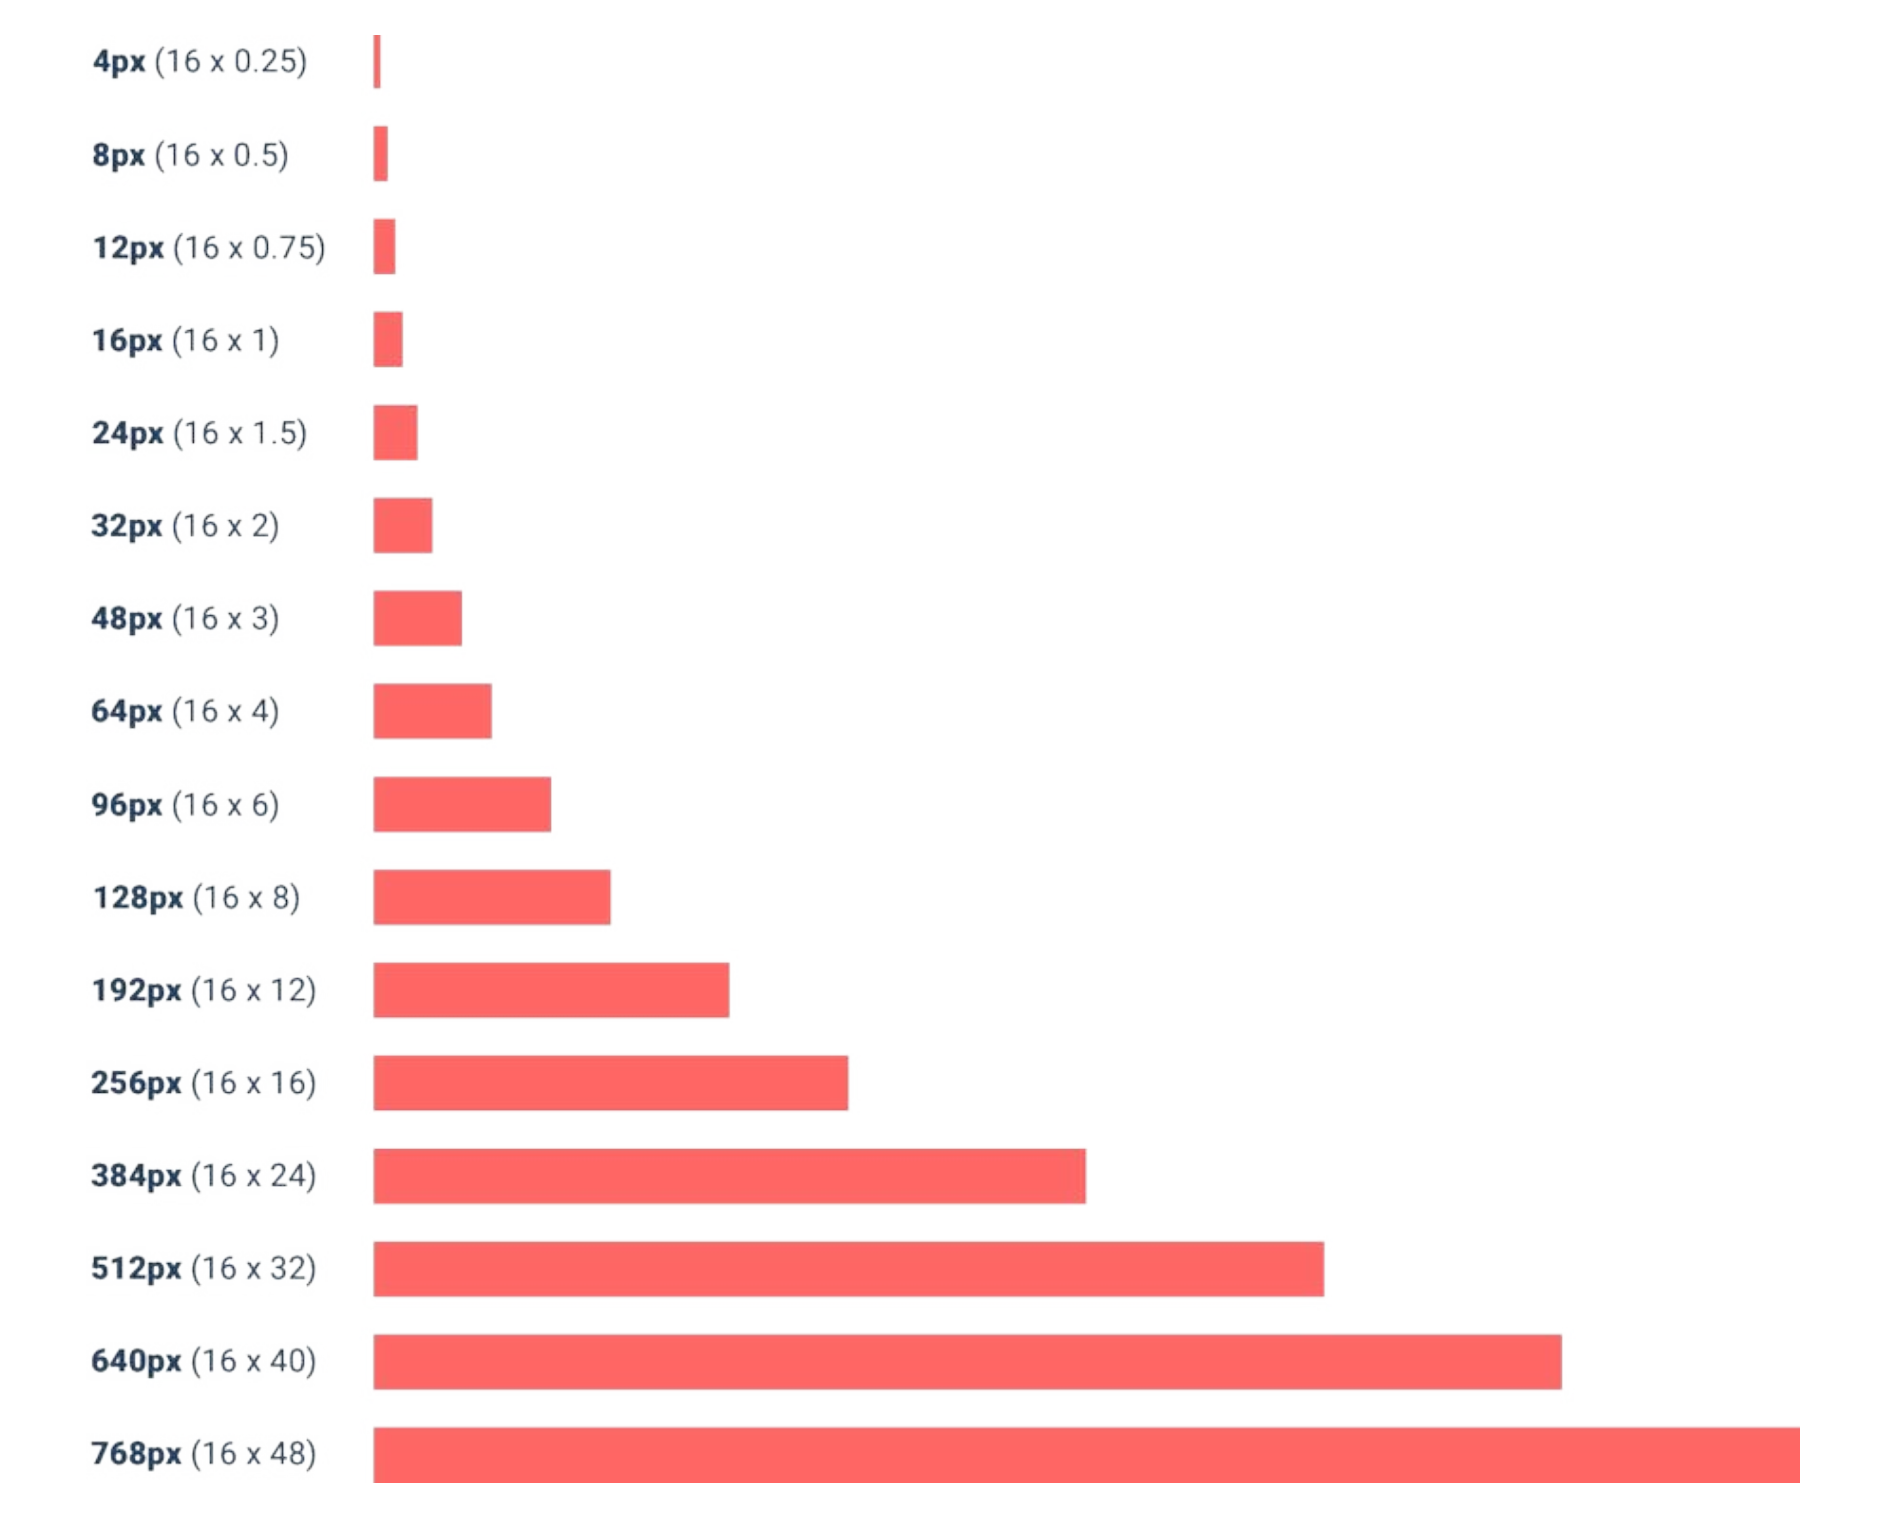 4px (16 x 0.25)
8px (16 x 0.5)
12px (16 x 0.75)
16px (16 x 1)
24px (16 x 1.5)
32px (16 x 2)
48px (16 x 3)
64px (16 x 4)
96px (16 x 6)
128px (16 x 8)
192px (16 x 12)
256px (16 x 16)
384px (16 x 24)
512px (16 x 32)
640px (16 x 40)
768px (16 x 48)